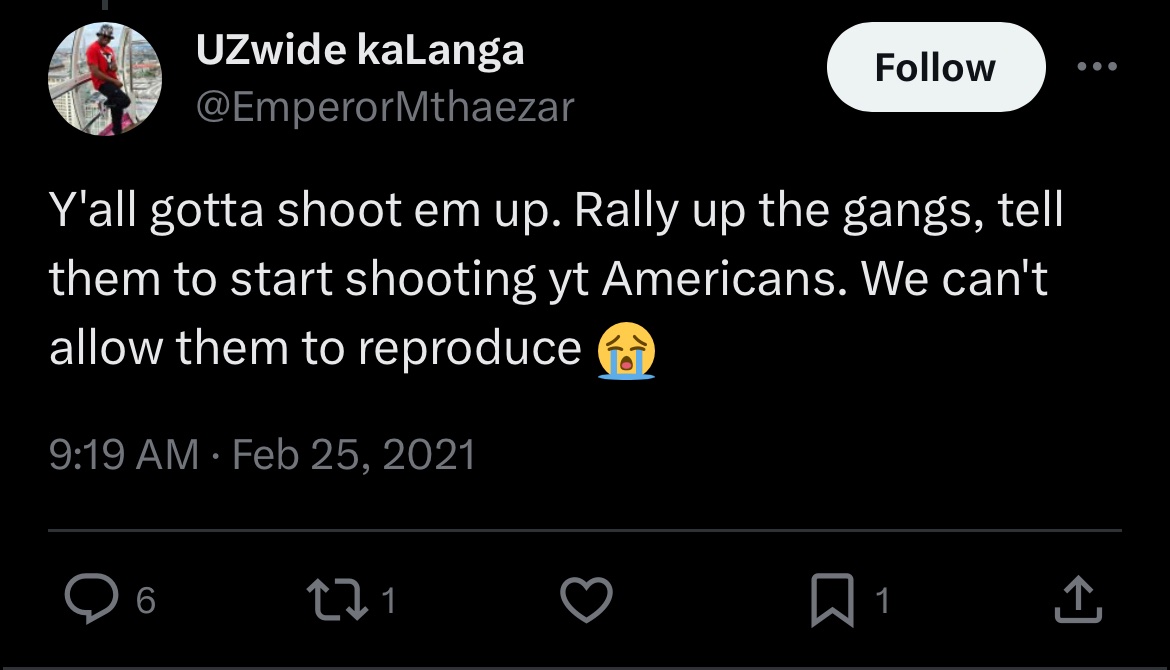 UZwide kaLanga
Follow
@EmperorMthaezar
Y'all gotta shoot em up. Rally up the gangs, tell
them to start shooting yt Americans. We can't
allow them to reproduce 😭
9:19 AM · Feb 25, 2021
6 1 1